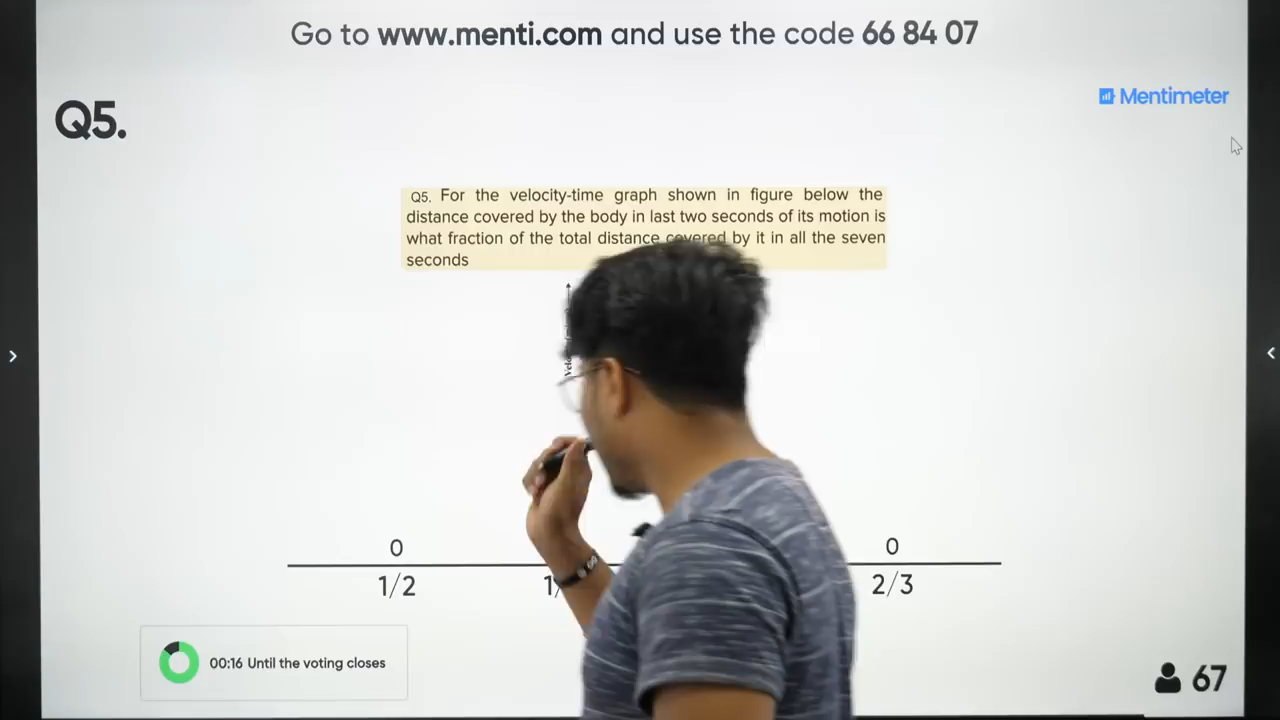 Go to www.menti.com and use the code 66 84 07
Mentimeter
Q5.
Q5. For the velocity-time graph shown in figure below the
distance covered by the body in last two seconds of its motion is
what fraction of the total distance covered by it in all the seven
seconds
0
0
1/2
2/3
00:16 Until the voting closes
67